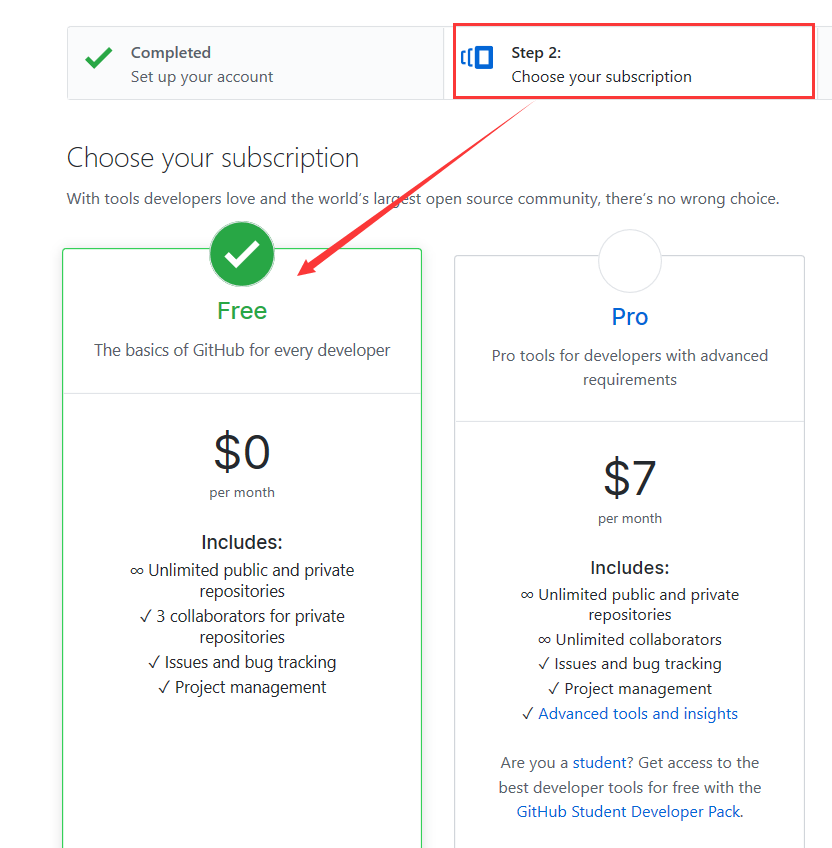 Completed
Set up your account
Step 2:
Choose your subscription
Choose your subscription
With tools developers love and the world’s largest open source community, there’s no wrong choice.
Free
The basics of GitHub for every developer
$0
per month
Includes:
∞ Unlimited public and private
repositories
✓ 3 collaborators for private
repositories
✓ Issues and bug tracking
✓ Project management
Pro
Pro tools for developers with advanced
requirements
$7
per month
Includes:
∞ Unlimited public and private
repositories
∞ Unlimited collaborators
✓ Issues and bug tracking
✓ Project management
✓ Advanced tools and insights
Are you a student? Get access to the
best developer tools for free with the
GitHub Student Developer Pack.